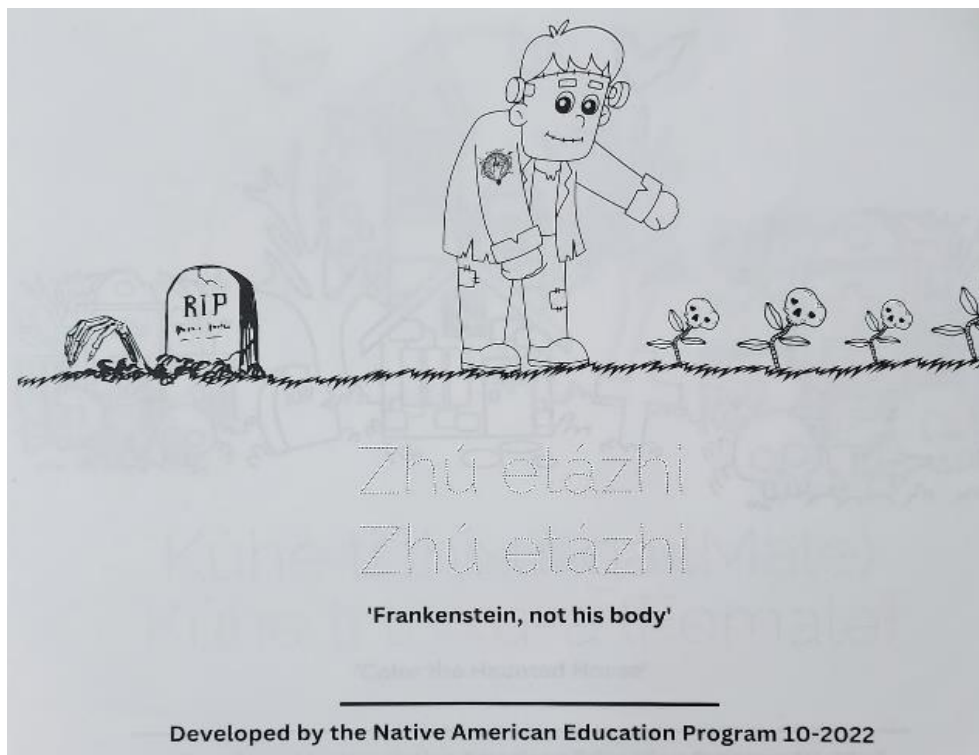 RIP
Zhú etázhi
Zhú etázhi
'Frankenstein, not his body'
Developed by the Native American Education Program 10-2022